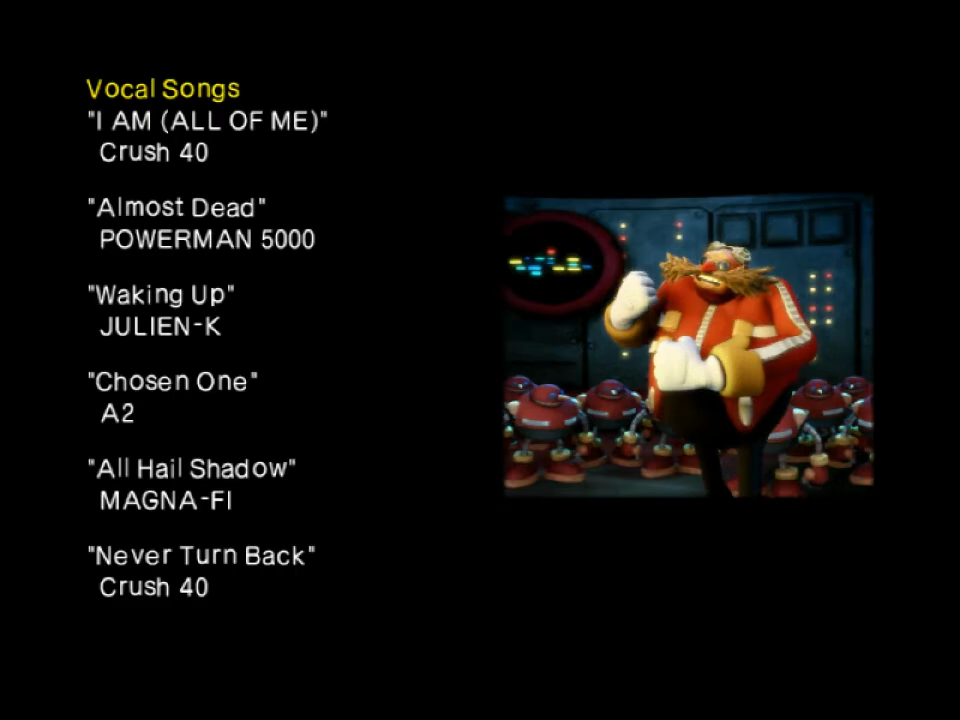 Vocal Songs
"I AM (ALL OF ME)"
Crush 40
"Almost Dead"
POWERMAN 5000
"Waking Up"
JULIEN-K
"Chosen One"
A2
"All Hail Shadow"
MAGNA-FI
"Never Turn Back"
Crush 40